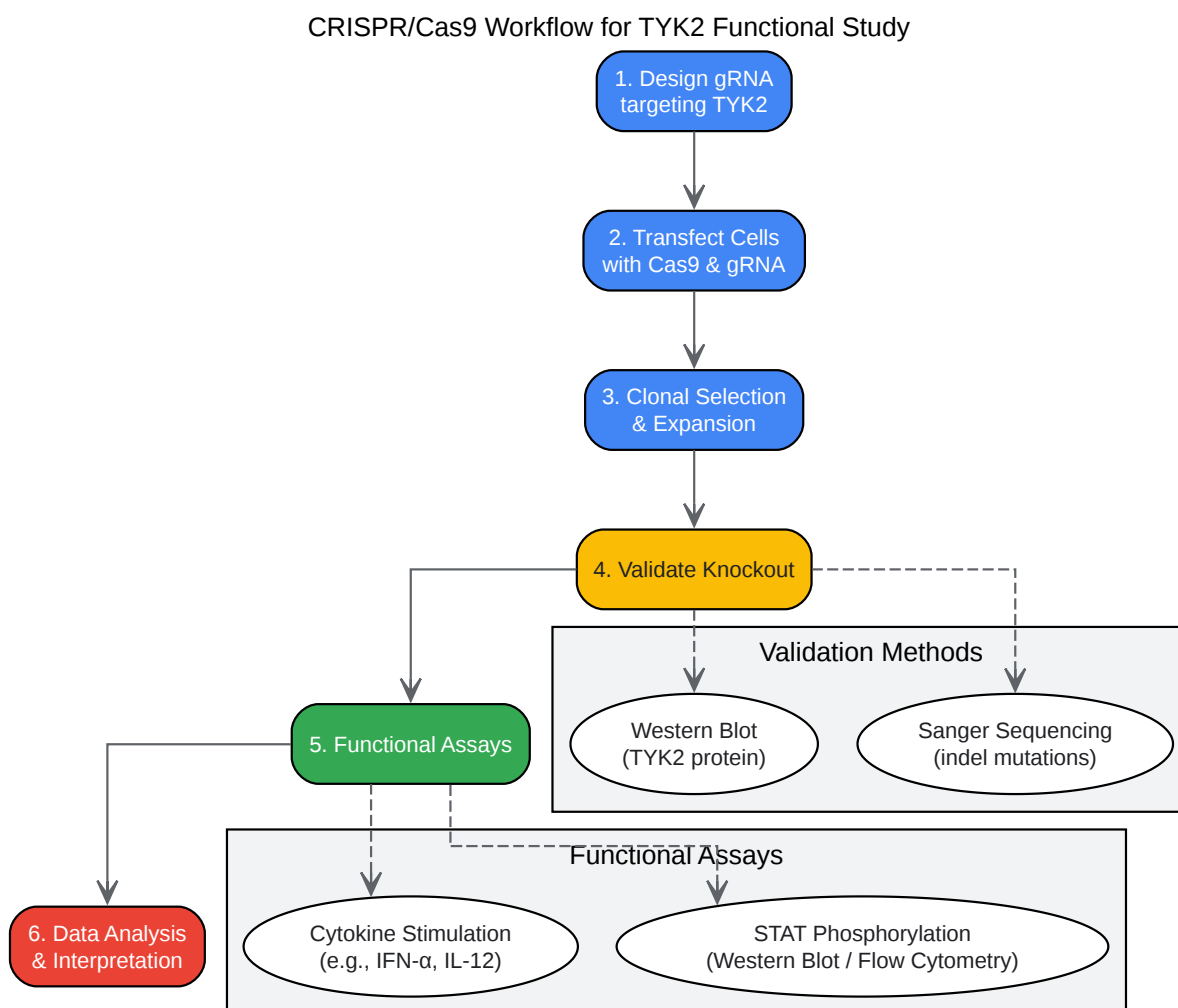 CRISPR/Cas9 Workflow for TYK2 Functional Study
1. Design gRNA
targeting TYK2
2. Transfect Cells
with Cas9 & gRNA
3. Clonal Selection
& Expansion
4. Validate Knockout
Validation Methods
Western Blot
(TYK2 protein)
Sanger Sequencing
(indel mutations)
5. Functional Assays
Functional Assays
Cytokine Stimulation
(e.g., IFN-α, IL-12)
STAT Phosphorylation
(Western Blot / Flow Cytometry)
6. Data Analysis
& Interpretation